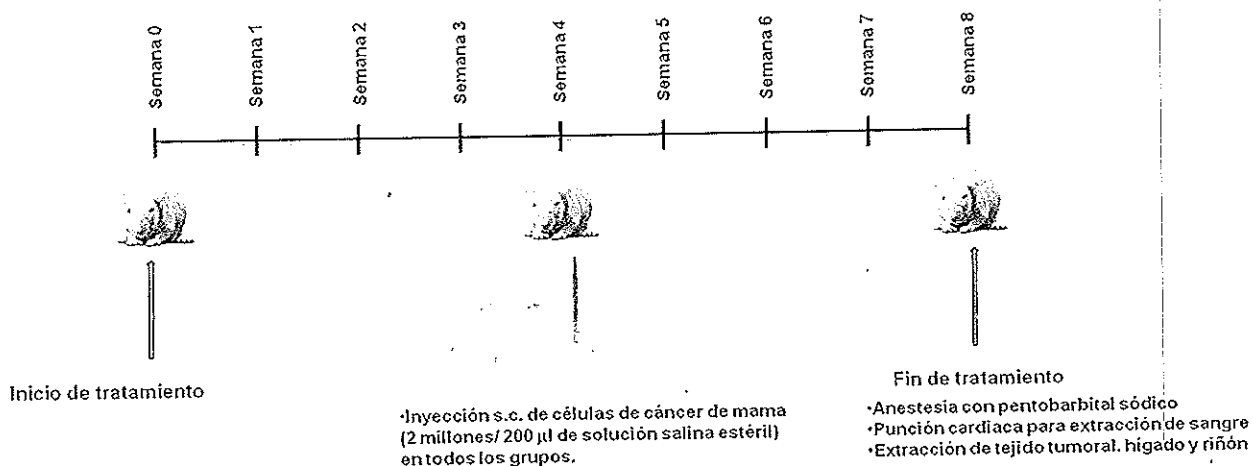 Semana 0
Semana 1
Semana 2
Semana 3
Semana 4
Semana 5
Semana 6
Semana 7
Semana 8
Inicio de tratamiento
•Inyección s.c. de células de cáncer de mama
(2 millones/ 200 µl de solución salina estéril)
en todos los grupos.
Fin de tratamiento
•Anestesia con pentobarbital sódico
•Punción cardiaca para extracción de sangre
•Extracción de tejido tumoral. hígado y riñón